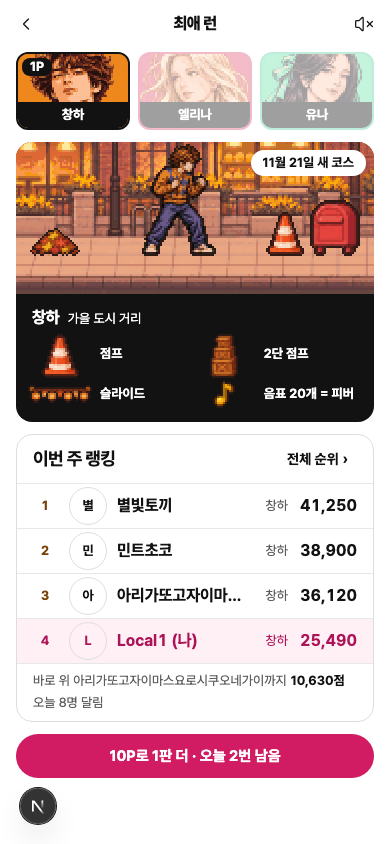 최애 런
1P
창하
엘리나
유나
11월 21일 새 코스
창하 가을 도시 거리
점프
2단 점프
슬라이드
음표 20개 = 피버
이번 주 랭킹
전체 순위 ›
1 별 별빛토끼 창하 41,250
2 민 민트초코 창하 38,900
3 아 아리가또고자이마... 창하 36,120
4 L Local1 (나) 창하 25,490
바로 위 아리가또고자이마스요로시쿠오네가이까지 10,630점
오늘 8명 달림
10P로 1판 더 · 오늘 2번 남음
N